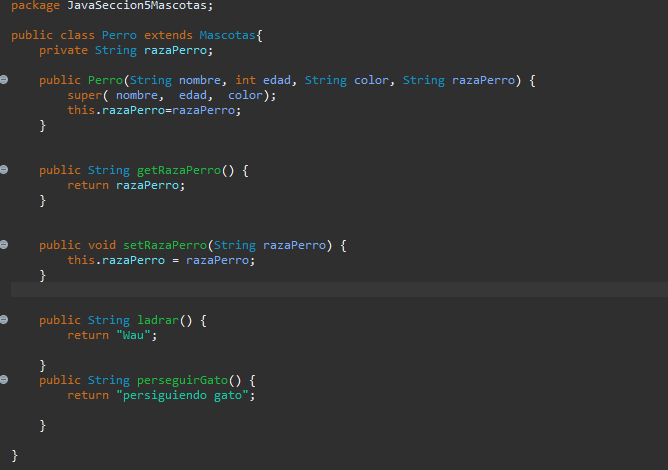 package JavaSeccion5Mascotas;
public class Perro extends Mascotas{
private String razaPerro;
public Perro(String nombre, int edad, String color, String razaPerro) {
super( nombre,  edad,  color);
this.razaPerro=razaPerro;
}
public String getRazaPerro() {
return razaPerro;
}
public void setRazaPerro(String razaPerro) {
this.razaPerro = razaPerro;
}
public String ladrar() {
return "Wau";
}
public String perseguirGato() {
return "persiguiendo gato";
}
}